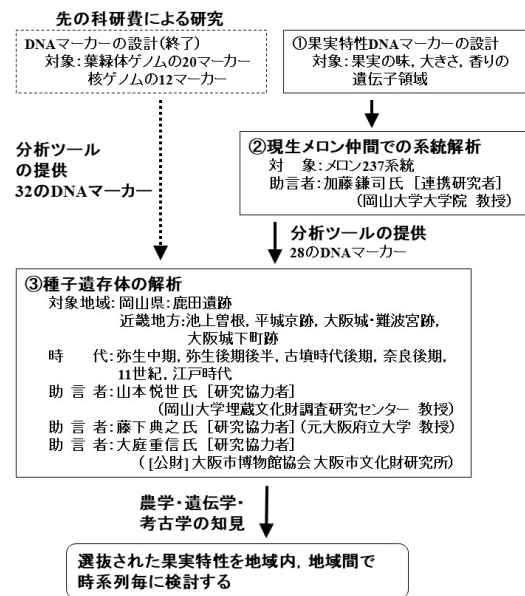 先の科研費による研究
DNAマーカーの設計(終了)
対象:葉緑体ゲノムの20マーカー
核ゲノムの12マーカー
①果実特性DNAマーカーの設計
対象:果実の味, 大きさ, 香りの
遺伝子領域
分析ツール
の提供
32のDNAマーカー
②現生メロン仲間での系統解析
対 象:メロン237系統
助言者:加藤鎌司氏 [連携研究者]
(岡山大学大学院 教授)
分析ツールの提供
28のDNAマーカー
③種子遺存体の解析
対象地域:岡山県:鹿田遺跡
近畿地方:池上曽根, 平城京跡, 大阪城・難波宮跡,
大阪城下町跡
時 代:弥生中期, 弥生後期後半, 古墳時代後期, 奈良後期,
11世紀, 江戸時代
助 言 者:山本悦世氏 [研究協力者]
(岡山大学埋蔵文化財調査研究センター 教授)
助 言 者:藤下典之氏 [研究協力者] (元大阪府立大学 教授)
助 言 者:大庭重信氏 [研究協力者]
([公財]大阪市博物館協会 大阪市文化財研究所)
農学・遺伝学・
考古学の知見
選抜された果実特性を地域内, 地域間で
時系列毎に検討する